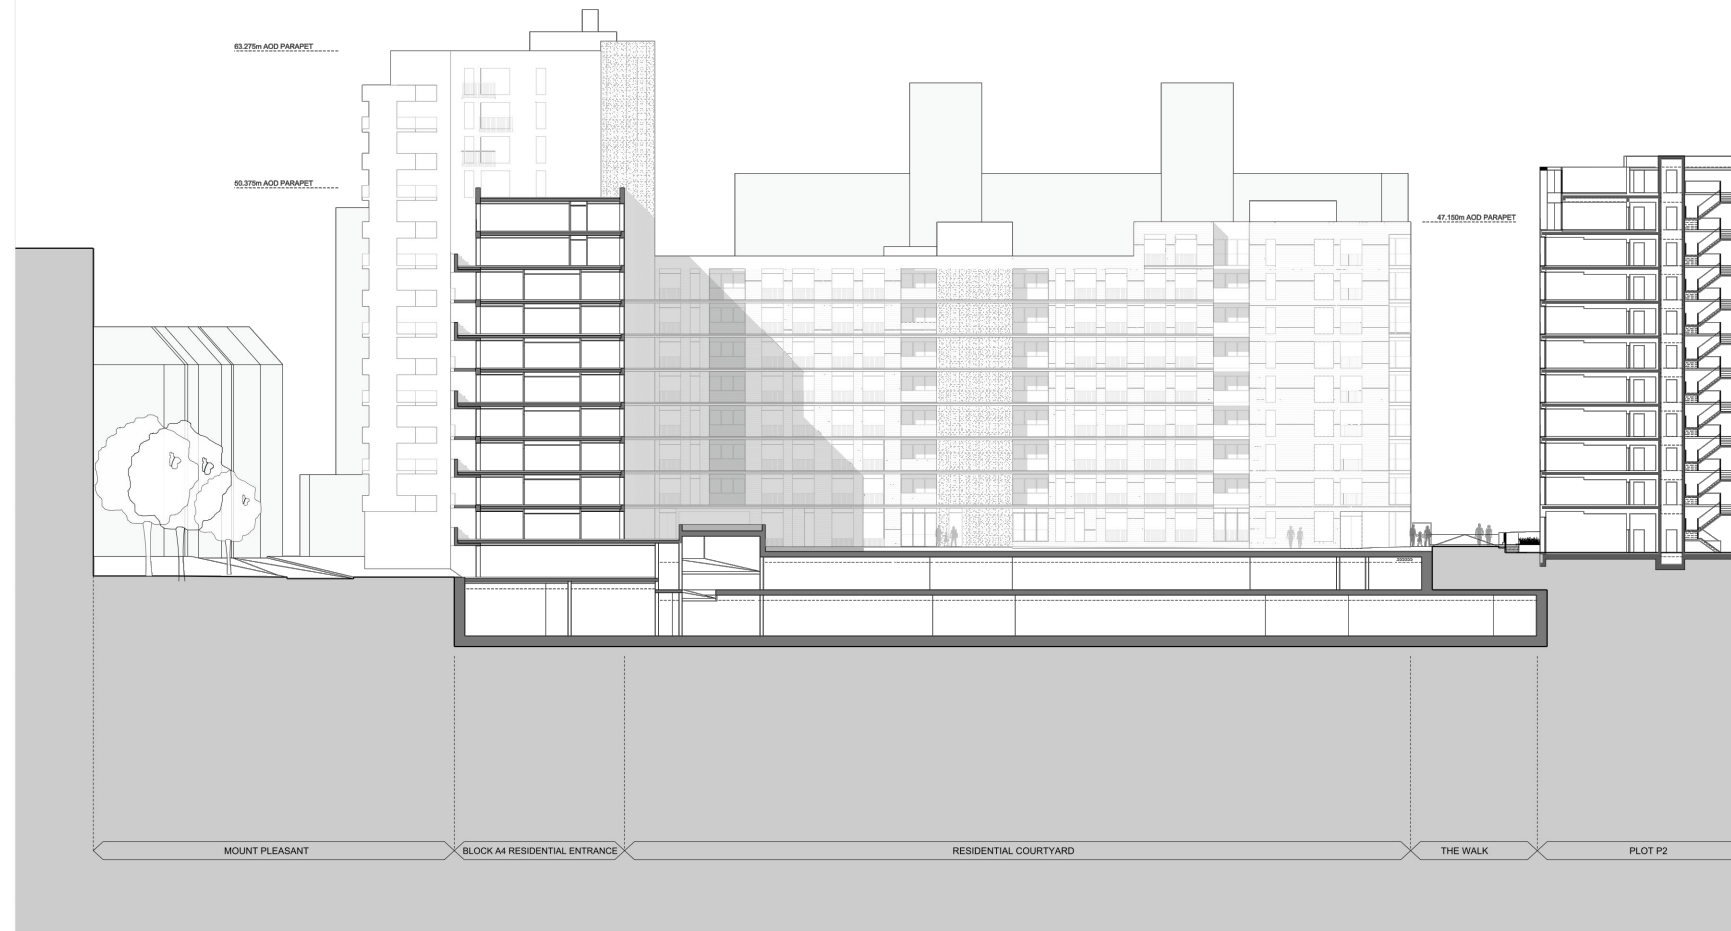 63.275m AOD PARAPET
50.375m AOD PARAPET
47.150m AOD PARAPET
MOUNT PLEASANT
BLOCK A4 RESIDENTIAL ENTRANCE
RESIDENTIAL COURTYARD
THE WALK
PLOT P2